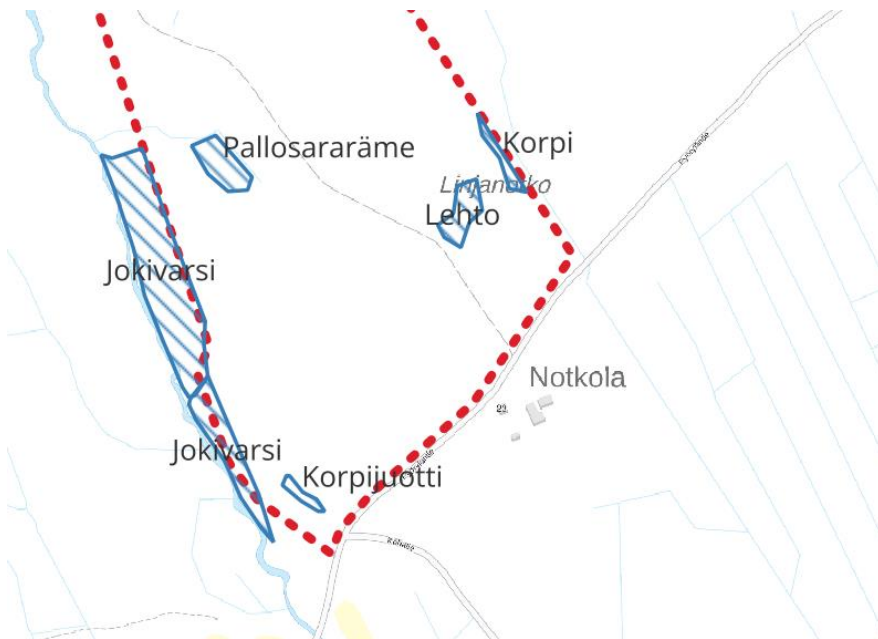 Pallosararäme
Korpi
Linjanotko
Lehto
Jokivarsi
Notkola
23
Jokivarsi
Korpijuotti